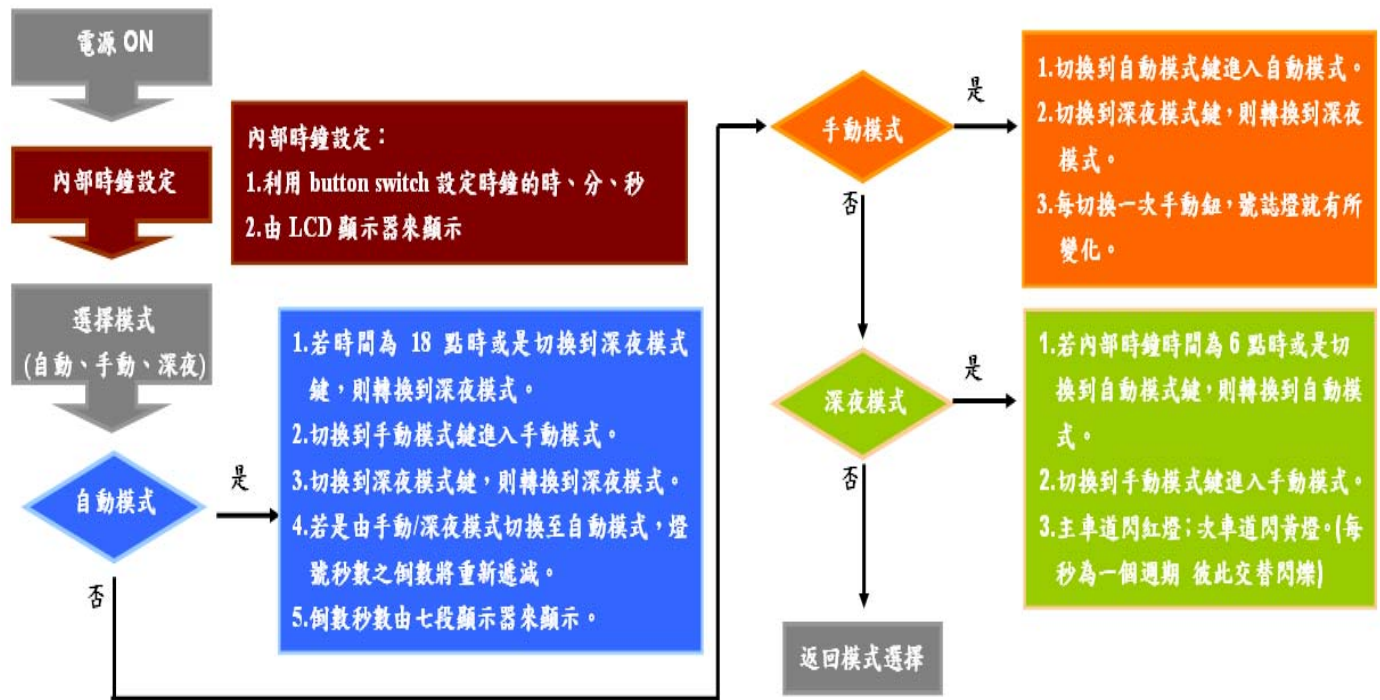 電源 ON
內部時鐘設定
內部時鐘設定：
1.利用 button switch 設定時鐘的時、分、秒
2.由 LCD 顯示器來顯示
選擇模式
(自動、手動、深夜)
自動模式
是
否
1.若時間為 18 點時或是切換到深夜模式
鍵，則轉換到深夜模式。
2.切換到手動模式鍵進入手動模式。
3.切換到深夜模式鍵，則轉換到深夜模式。
4.若是由手動/深夜模式切換至自動模式，燈
號秒數之倒數將重新遞減。
5.倒數秒數由七段顯示器來顯示。
手動模式
是
否
1.切換到自動模式鍵進入自動模式。
2.切換到深夜模式鍵，則轉換到深夜
模式。
3.每切換一次手動鈕，號誌燈就有所
變化。
深夜模式
是
否
1.若內部時鐘時間為 6 點時或是切
換到自動模式鍵，則轉換到自動模
式。
2.切換到手動模式鍵進入手動模式。
3.主車道閃紅燈；次車道閃黃燈。(每
秒為一個週期 彼此交替閃爍)
返回模式選擇